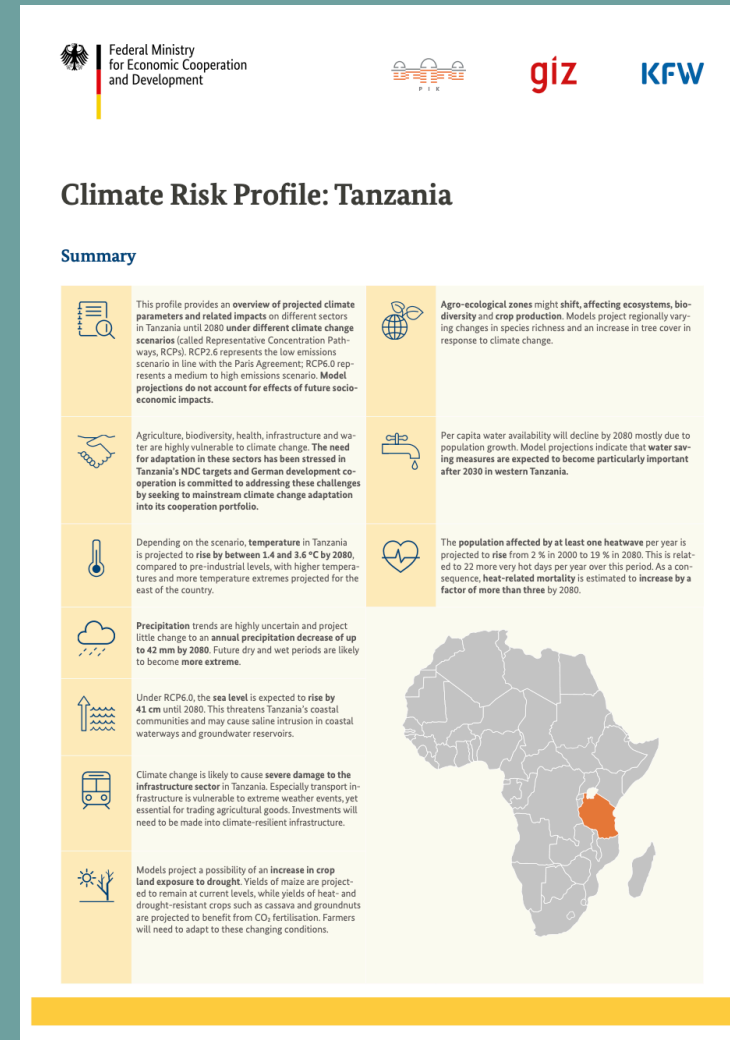 Federal Ministry
for Economic Cooperation
and Development
PIK
giz
KFW
Climate Risk Profile: Tanzania
Summary
This profile provides an overview of projected climate
parameters and related impacts on different sectors
in Tanzania until 2080 under different climate change
scenarios (called Representative Concentration Path-
ways, RCPs). RCP2.6 represents the low emissions
scenario in line with the Paris Agreement; RCP6.0 rep-
resents a medium to high emissions scenario. Model
projections do not account for effects of future socio-
economic impacts.
Agriculture, biodiversity, health, infrastructure and wa-
ter are highly vulnerable to climate change. The need
for adaptation in these sectors has been stressed in
Tanzania's NDC targets and German development co-
operation is committed to addressing these challenges
by seeking to mainstream climate change adaptation
into its cooperation portfolio.
Depending on the scenario, temperature in Tanzania
is projected to rise by between 1.4 and 3.6 °C by 2080,
compared to pre-industrial levels, with higher tempera-
tures and more temperature extremes projected for the
east of the country.
Precipitation trends are highly uncertain and project
little change to an annual precipitation decrease of up
to 42 mm by 2080. Future dry and wet periods are likely
to become more extreme.
Under RCP6.0, the sea level is expected to rise by
41 cm until 2080. This threatens Tanzania's coastal
communities and may cause saline intrusion in coastal
waterways and groundwater reservoirs.
Climate change is likely to cause severe damage to the
infrastructure sector in Tanzania. Especially transport in-
frastructure is vulnerable to extreme weather events, yet
essential for trading agricultural goods. Investments will
need to be made into climate-resilient infrastructure.
Models project a possibility of an increase in crop
land exposure to drought. Yields of maize are project-
ed to remain at current levels, while yields of heat- and
drought-resistant crops such as cassava and groundnuts
are projected to benefit from CO₂ fertilisation. Farmers
will need to adapt to these changing conditions.
Agro-ecological zones might shift, affecting ecosystems, bio-
diversity and crop production. Models project regionally vary-
ing changes in species richness and an increase in tree cover in
response to climate change.
Per capita water availability will decline by 2080 mostly due to
population growth. Model projections indicate that water sav-
ing measures are expected to become particularly important
after 2030 in western Tanzania.
The population affected by at least one heatwave per year is
projected to rise from 2 % in 2000 to 19 % in 2080. This is relat-
ed to 22 more very hot days per year over this period. As a con-
sequence, heat-related mortality is estimated to increase by a
factor of more than three by 2080.